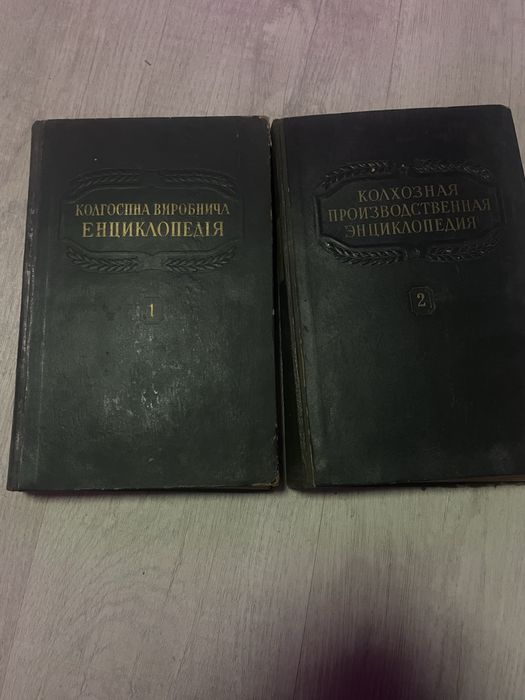 КОЛГОСПНА ВИРОБНИЧА
ЕНЦИКЛОПЕДІЯ
1
КОЛХОЗНАЯ
ПРОИЗВОДСТВЕННАЯ
ЭНЦИКЛОПЕДИЯ
2